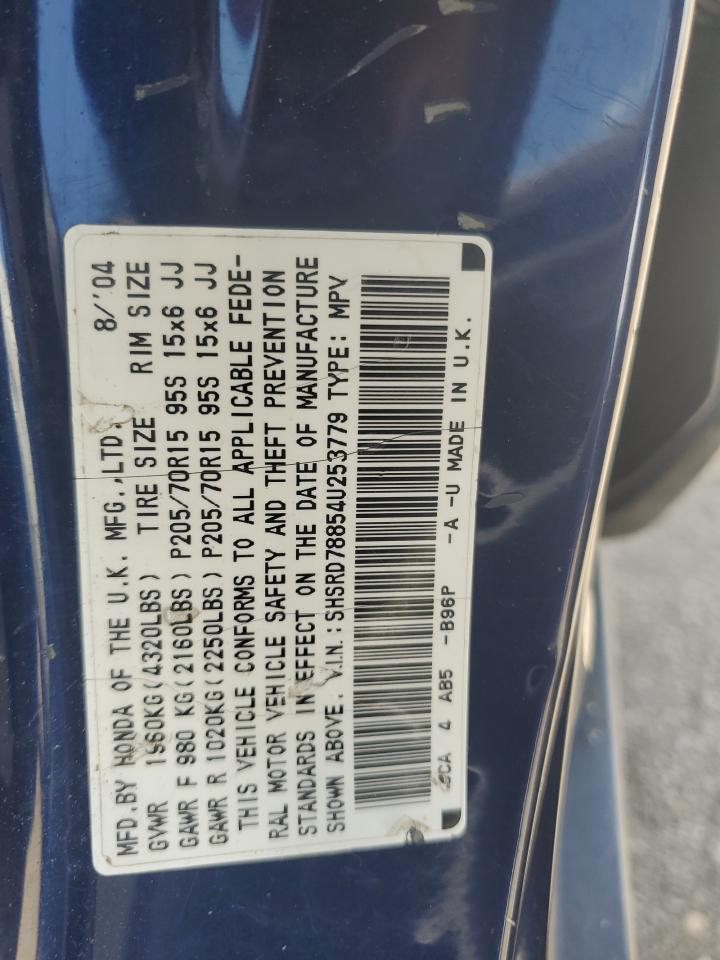 MFD.BY HONDA OF THE U.K. MFG.,LTD. 8/'04
GVWR 1960KG(4320LBS) TIRE SIZE RIM SIZE
GAWR F 980 KG(2160LBS) P205/70R15 95S 15x6 JJ
GAWR R 1020KG(2250LBS) P205/70R15 95S 15x6 JJ
THIS VEHICLE CONFORMS TO ALL APPLICABLE FEDE-
RAL MOTOR VEHICLE SAFETY AND THEFT PREVENTION
STANDARDS IN EFFECT ON THE DATE OF MANUFACTURE
SHOWN ABOVE. V.I.N.:SHSRD78854U253779 TYPE: MPV
SCA 4 AB5 -B96P -A -U MADE IN U.K.